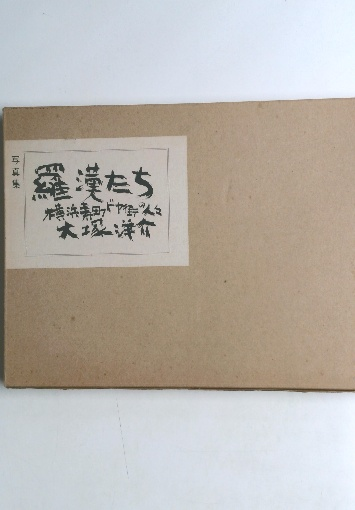 写真集
羅漢たち
横浜寿町ドヤ街の人々
大塚洋介